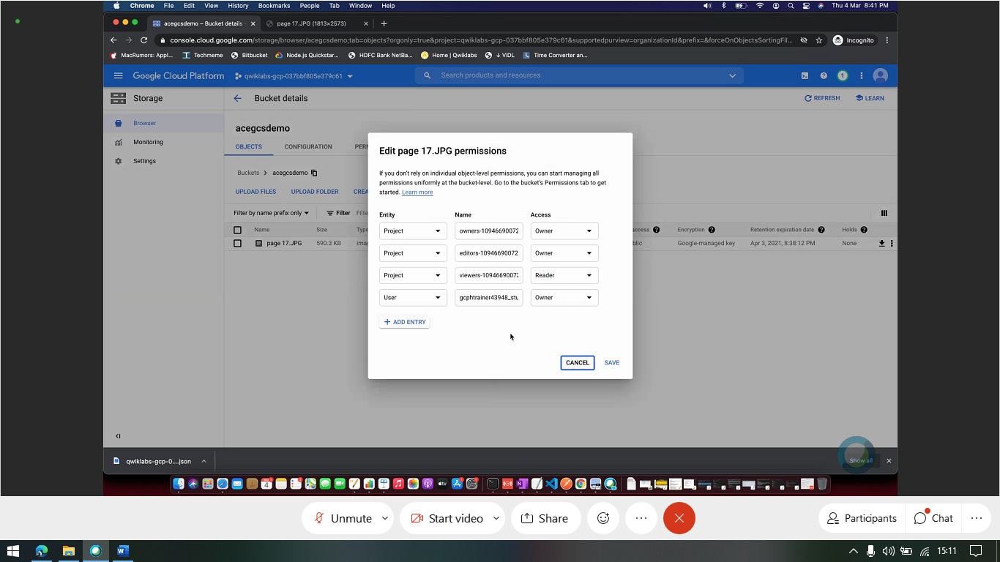 Chrome File Edit View History Bookmarks People Tab Window Help Thu 4 Mar 8:41 PM
acegcsdemo – Bucket details - page 17.JPG (1813×2573)
console.cloud.google.com/storage/browser/acegcsdemo;tab=objects?orgonly=true&project=qwiklabs-gcp-037bbf805e379c61&supportedpurview=organizationId&prefix=&forceOnObjectsSortingFil... Incognito
MacRumors: Appl... Techmeme Bitbucket Node.js Quickstar... HDFC Bank NetBa... Home | Qwiklabs ↓ ViDL Time Converter an...
Google Cloud Platform qwiklabs-gcp-037bbf805e379c61 Search products and resources 1
Storage Bucket details REFRESH LEARN
Browser
Monitoring
Settings
acegcsdemo
OBJECTS CONFIGURATION
Buckets > acegcsdemo
UPLOAD FILES UPLOAD FOLDER
Filter by name prefix only Filter
Name Size Encryption Retention expiration date Holds
page 17.JPG 590.3 KB Google-managed key Apr 3, 2021, 8:38:12 PM None
Edit page 17.JPG permissions
If you don't rely on individual object-level permissions, you can start managing all
permissions uniformly at the bucket-level. Go to the bucket's Permissions tab to get
started. Learn more
Entity Name Access
Project owners-10946690072 Owner
Project editors-10946690072 Owner
Project viewers-10946690072 Reader
User gcphtrainer43948_stu Owner
+ ADD ENTRY
CANCEL SAVE
qwiklabs-gcp-0....json Show all
Unmute Start video Share Participants Chat
15:11